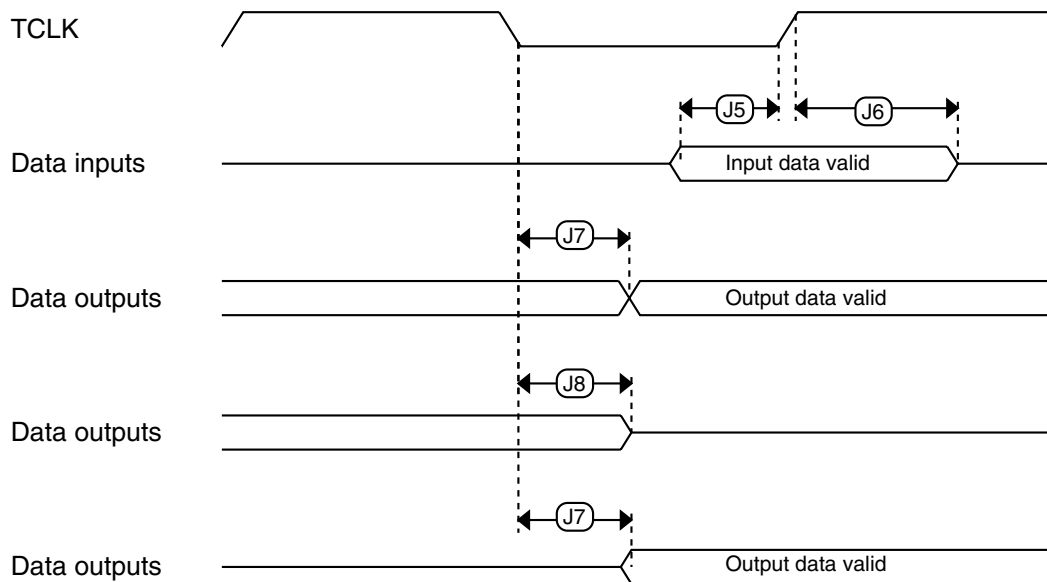 TCLK
J5
J6
Data inputs
Input data valid
J7
Data outputs
Output data valid
J8
Data outputs
J7
Data outputs
Output data valid